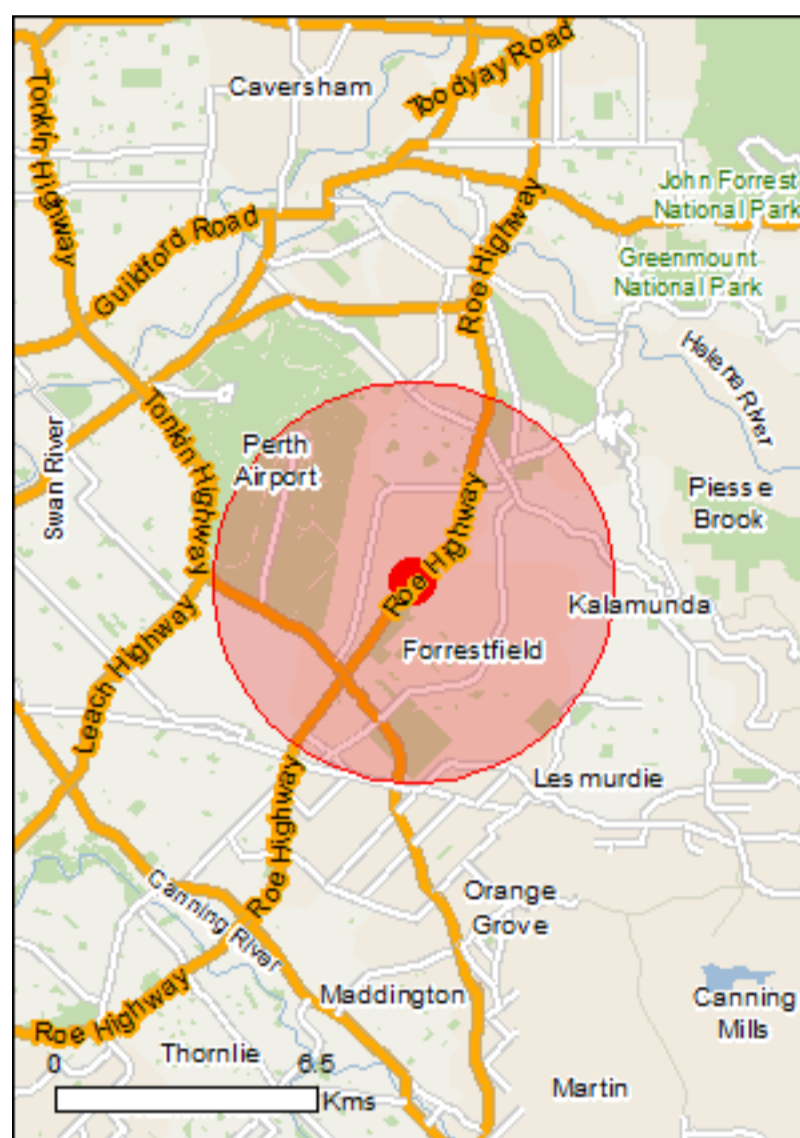 Toodyay Road
Caversham
Tonkin Highway
John Forrest
National Park
Guildford Road
Roe Highway
Greenmount
National Park
Helena River
Tonkin Highway
Perth
Airport
Swan River
Piesse
Brook
Roe Highway
Kalamunda
Forrestfield
Leach Highway
Lesmurdie
Roe Highway
Orange
Grove
Canning River
Maddington
Canning
Mills
Roe Highway
Thornlie
Martin
0 6.5
Kms